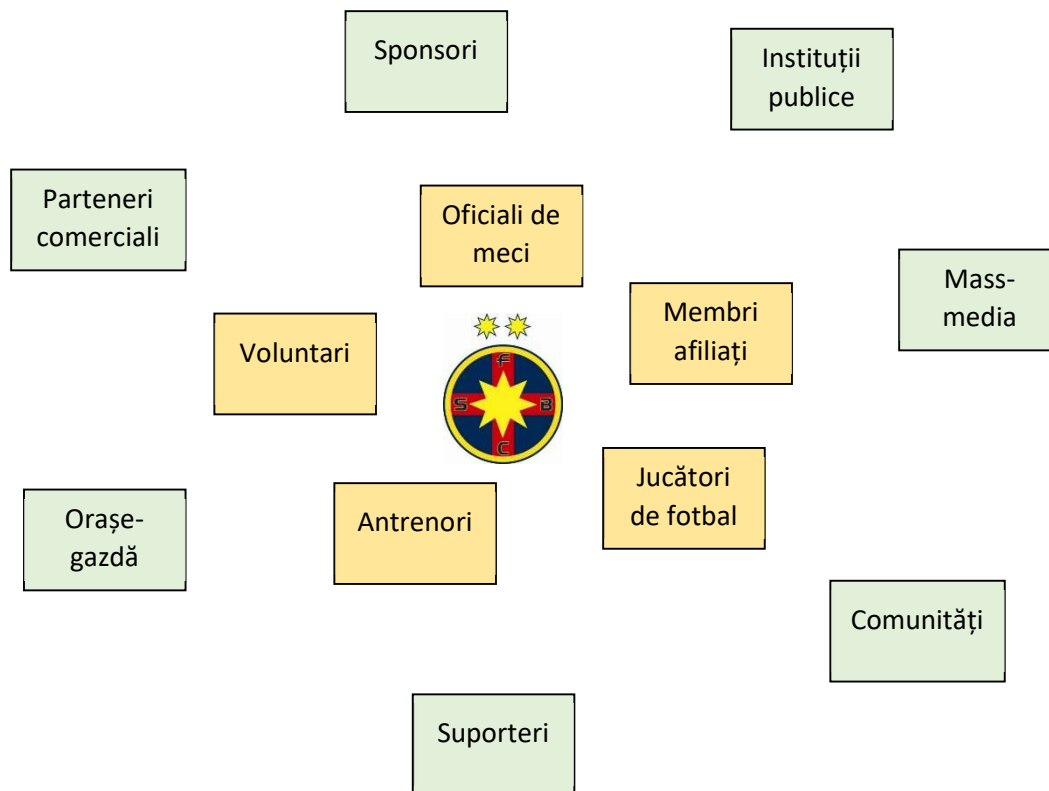 Sponsori
Instituții
publice
Parteneri
comerciali
Oficiali de
meci
Mass-
media
Membri
afiliați
Voluntari
F
S B
C
Jucători
de fotbal
Orașe-
gazdă
Antrenori
Comunități
Suporteri